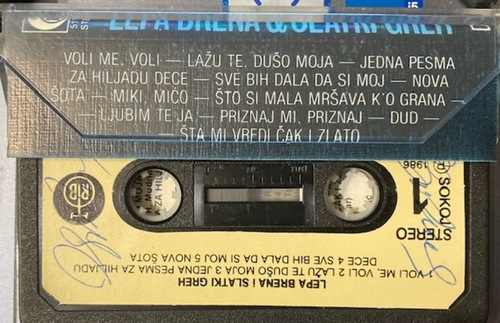 LEPA BRENA & SLATKI GREH
VOLI ME, VOLI — LAŽU TE, DUŠO MOJA — JEDNA PESMA
ZA HILJADU DECE — SVE BIH DALA DA SI MOJ — NOVA
ŠOTA — MIKI, MIĆO — ŠTO SI MALA MRŠAVA K'O GRANA —
— LJUBIM TE JA — PRIZNAJ MI, PRIZNAJ — DUD —
ŠTA MI VREDI ČAK I ZLATO
SOKOJ
1986
1
STEREO
LEPA BRENA i SLATKI GREH
1 VOLI ME, VOLI 2 LAŽU TE DUŠO MOJA 3 JEDNA PESMA ZA HILJADU
DECE 4 SVE BIH DALA DA SI MOJ 5 NOVA ŠOTA